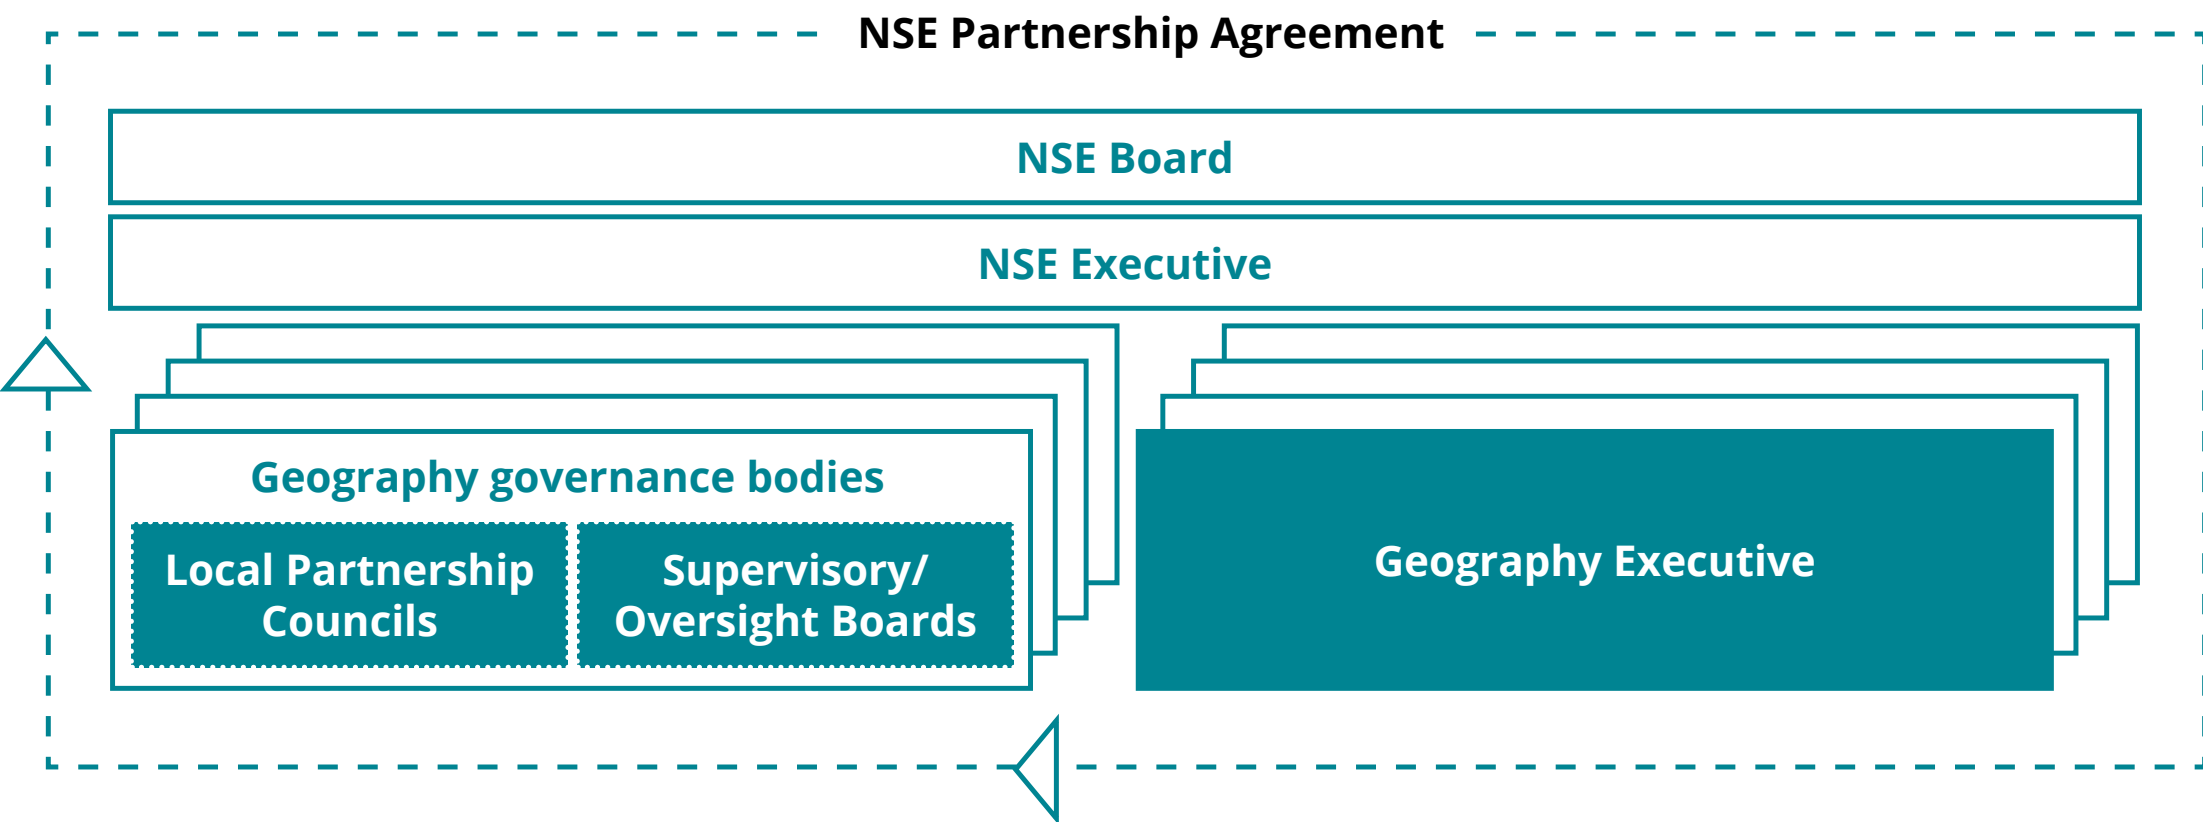 NSE Partnership Agreement
NSE Board
NSE Executive
Geography governance bodies
Local Partnership
Councils
Supervisory/
Oversight Boards
Geography Executive